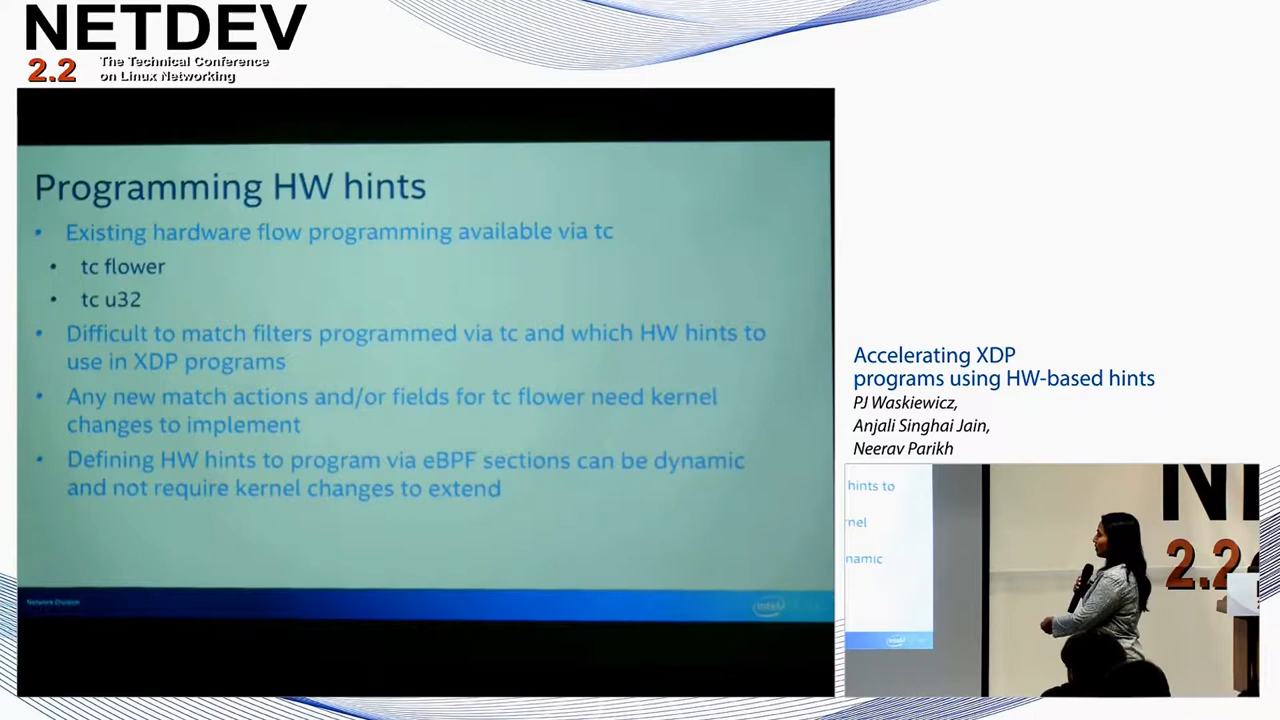 NETDEV
2.2
The Technical Conference
on Linux Networking
Programming HW hints
• Existing hardware flow programming available via tc
• tc flower
• tc u32
• Difficult to match filters programmed via tc and which HW hints to
use in XDP programs
• Any new match actions and/or fields for tc flower need kernel
changes to implement
• Defining HW hints to program via eBPF sections can be dynamic
and not require kernel changes to extend
Network Division
intel
Accelerating XDP
programs using HW-based hints
PJ Waskiewicz,
Anjali Singhai Jain,
Neerav Parikh
hints to
rnel
namic
intel
N
2.2